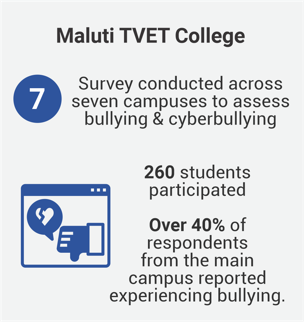 Maluti TVET College
7
Survey conducted across
seven campuses to assess
bullying & cyberbullying
260 students
participated
Over 40% of
respondents
from the main
campus reported
experiencing bullying.